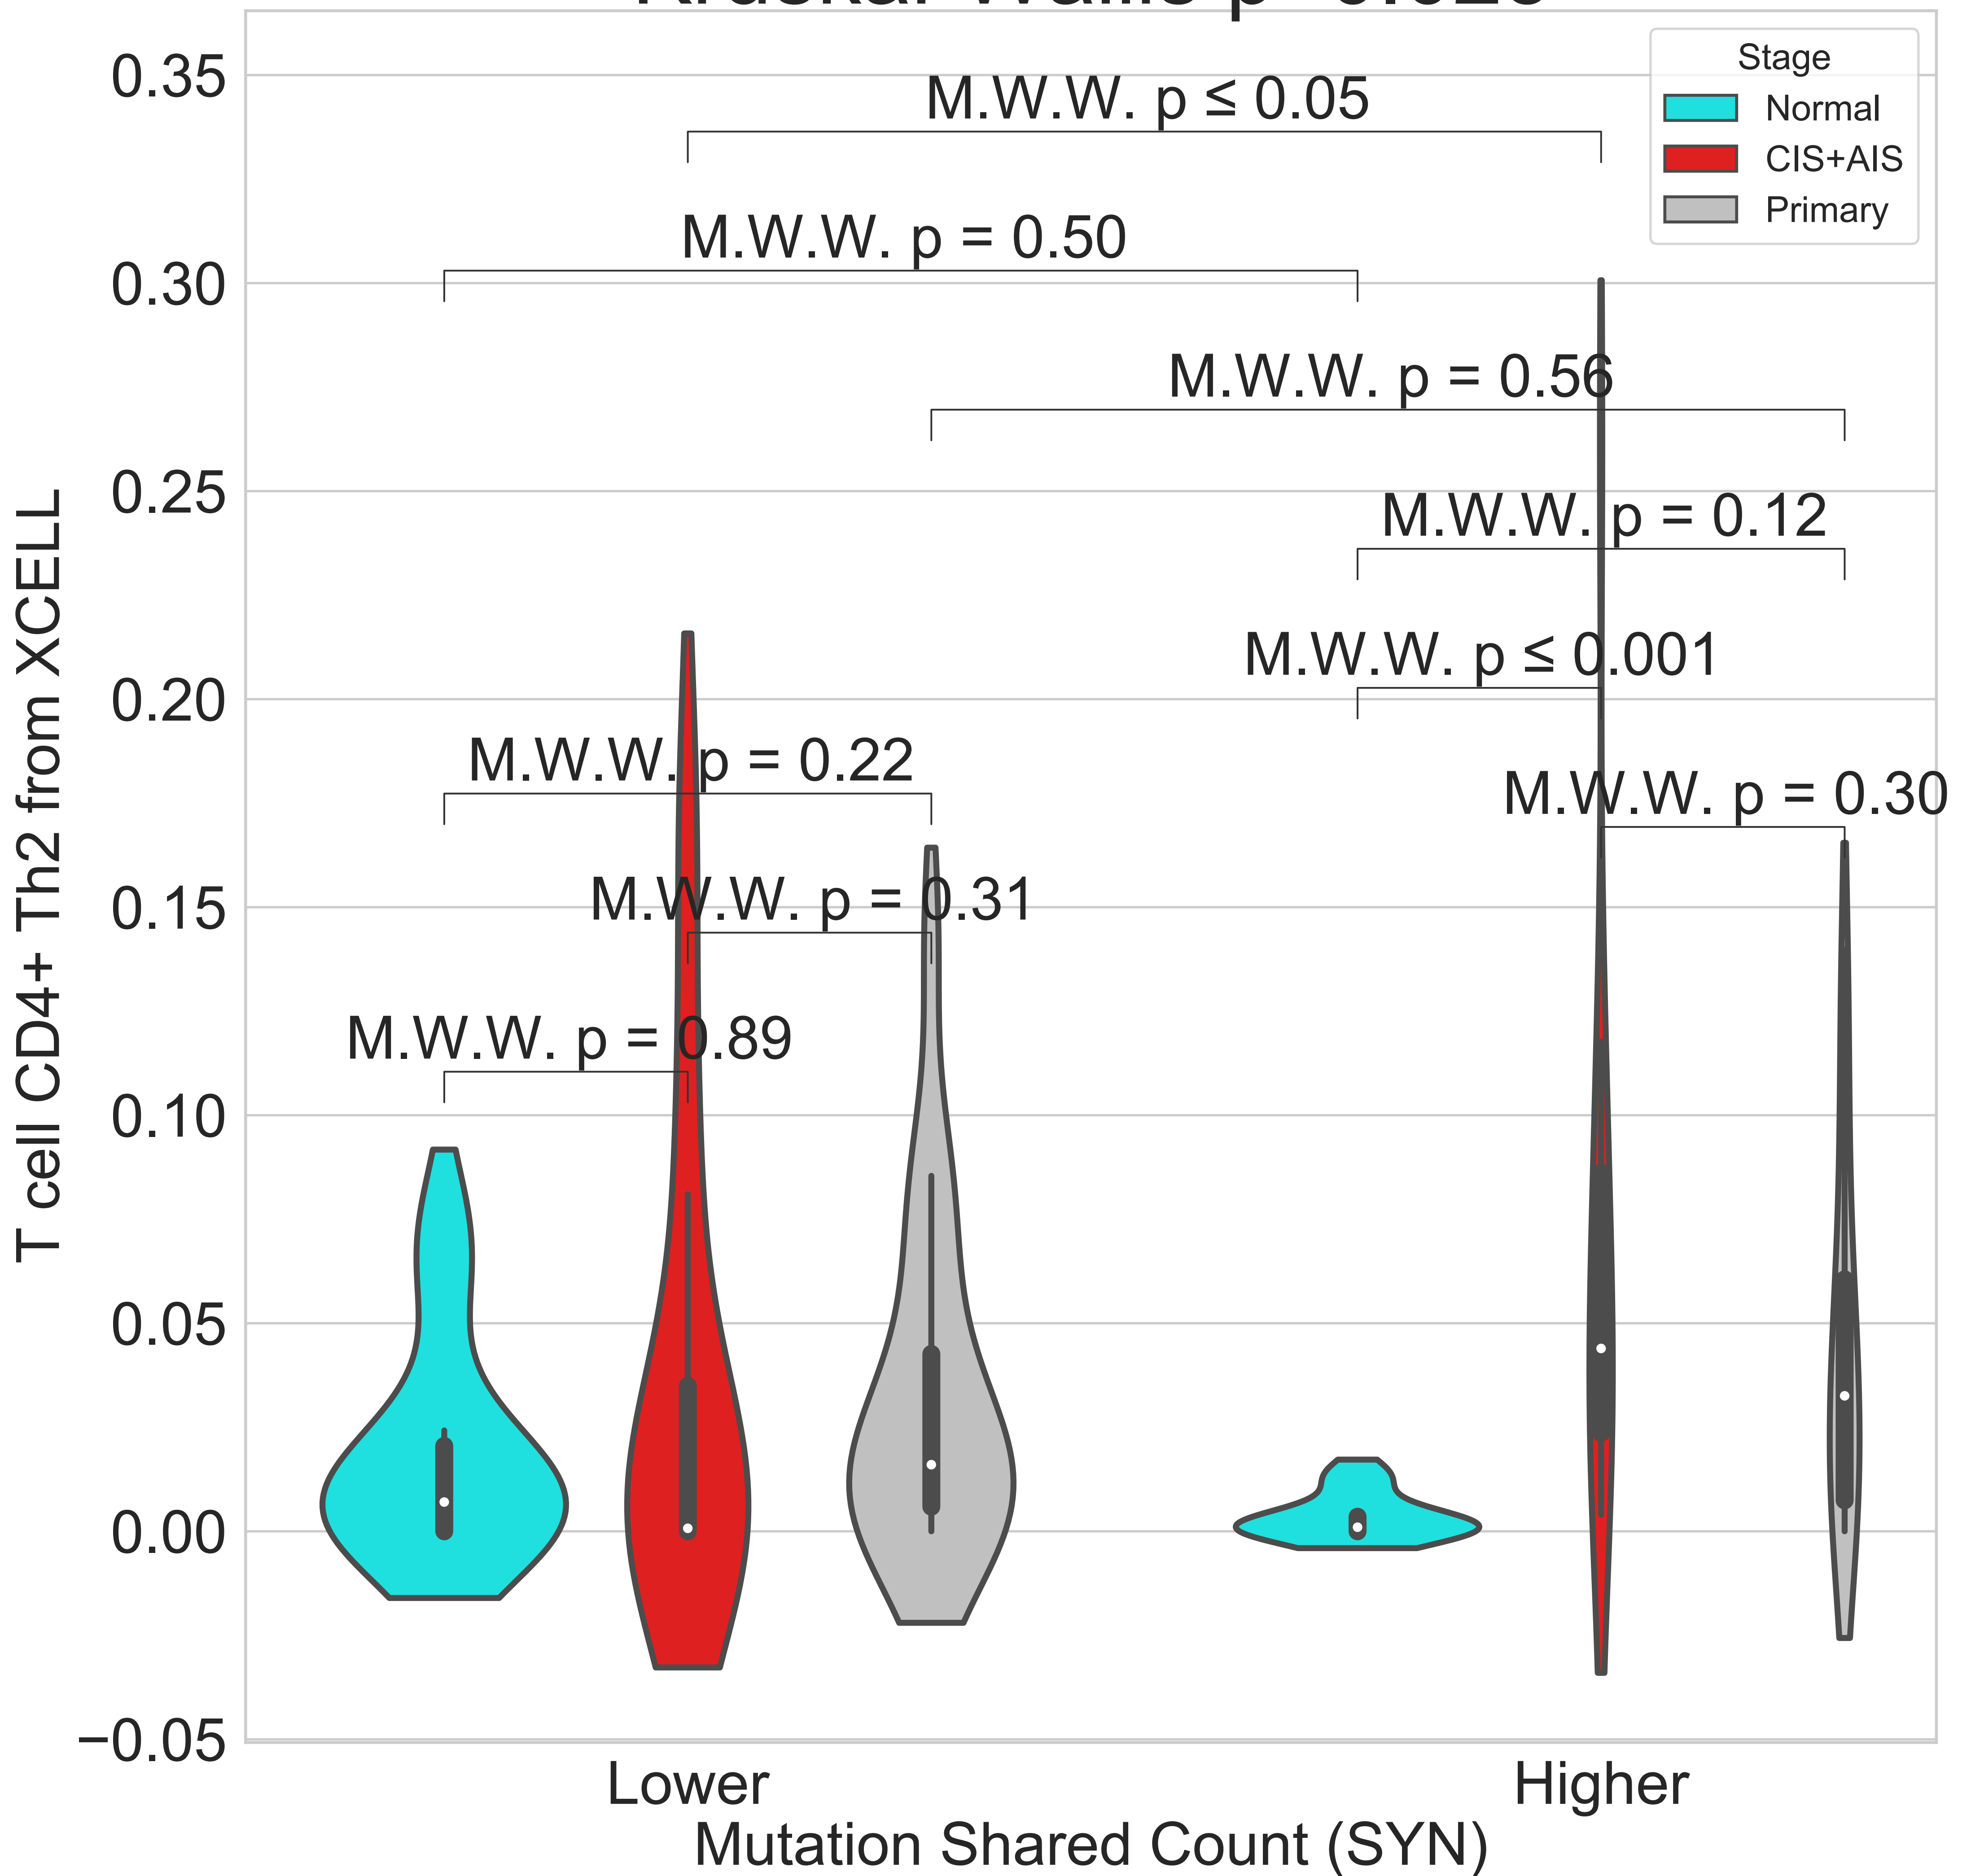 0.35
0.30
0.25
0.20
0.15
0.10
0.05
0.00
−0.05
T cell CD4+ Th2 from XCELL
Stage
Normal
CIS+AIS
Primary
M.W.W. p ≤ 0.05
M.W.W. p = 0.50
M.W.W. p = 0.56
M.W.W. p = 0.12
M.W.W. p ≤ 0.001
M.W.W. p = 0.22
M.W.W. p = 0.30
M.W.W. p = 0.31
M.W.W. p = 0.89
Lower
Higher
Mutation Shared Count (SYN)